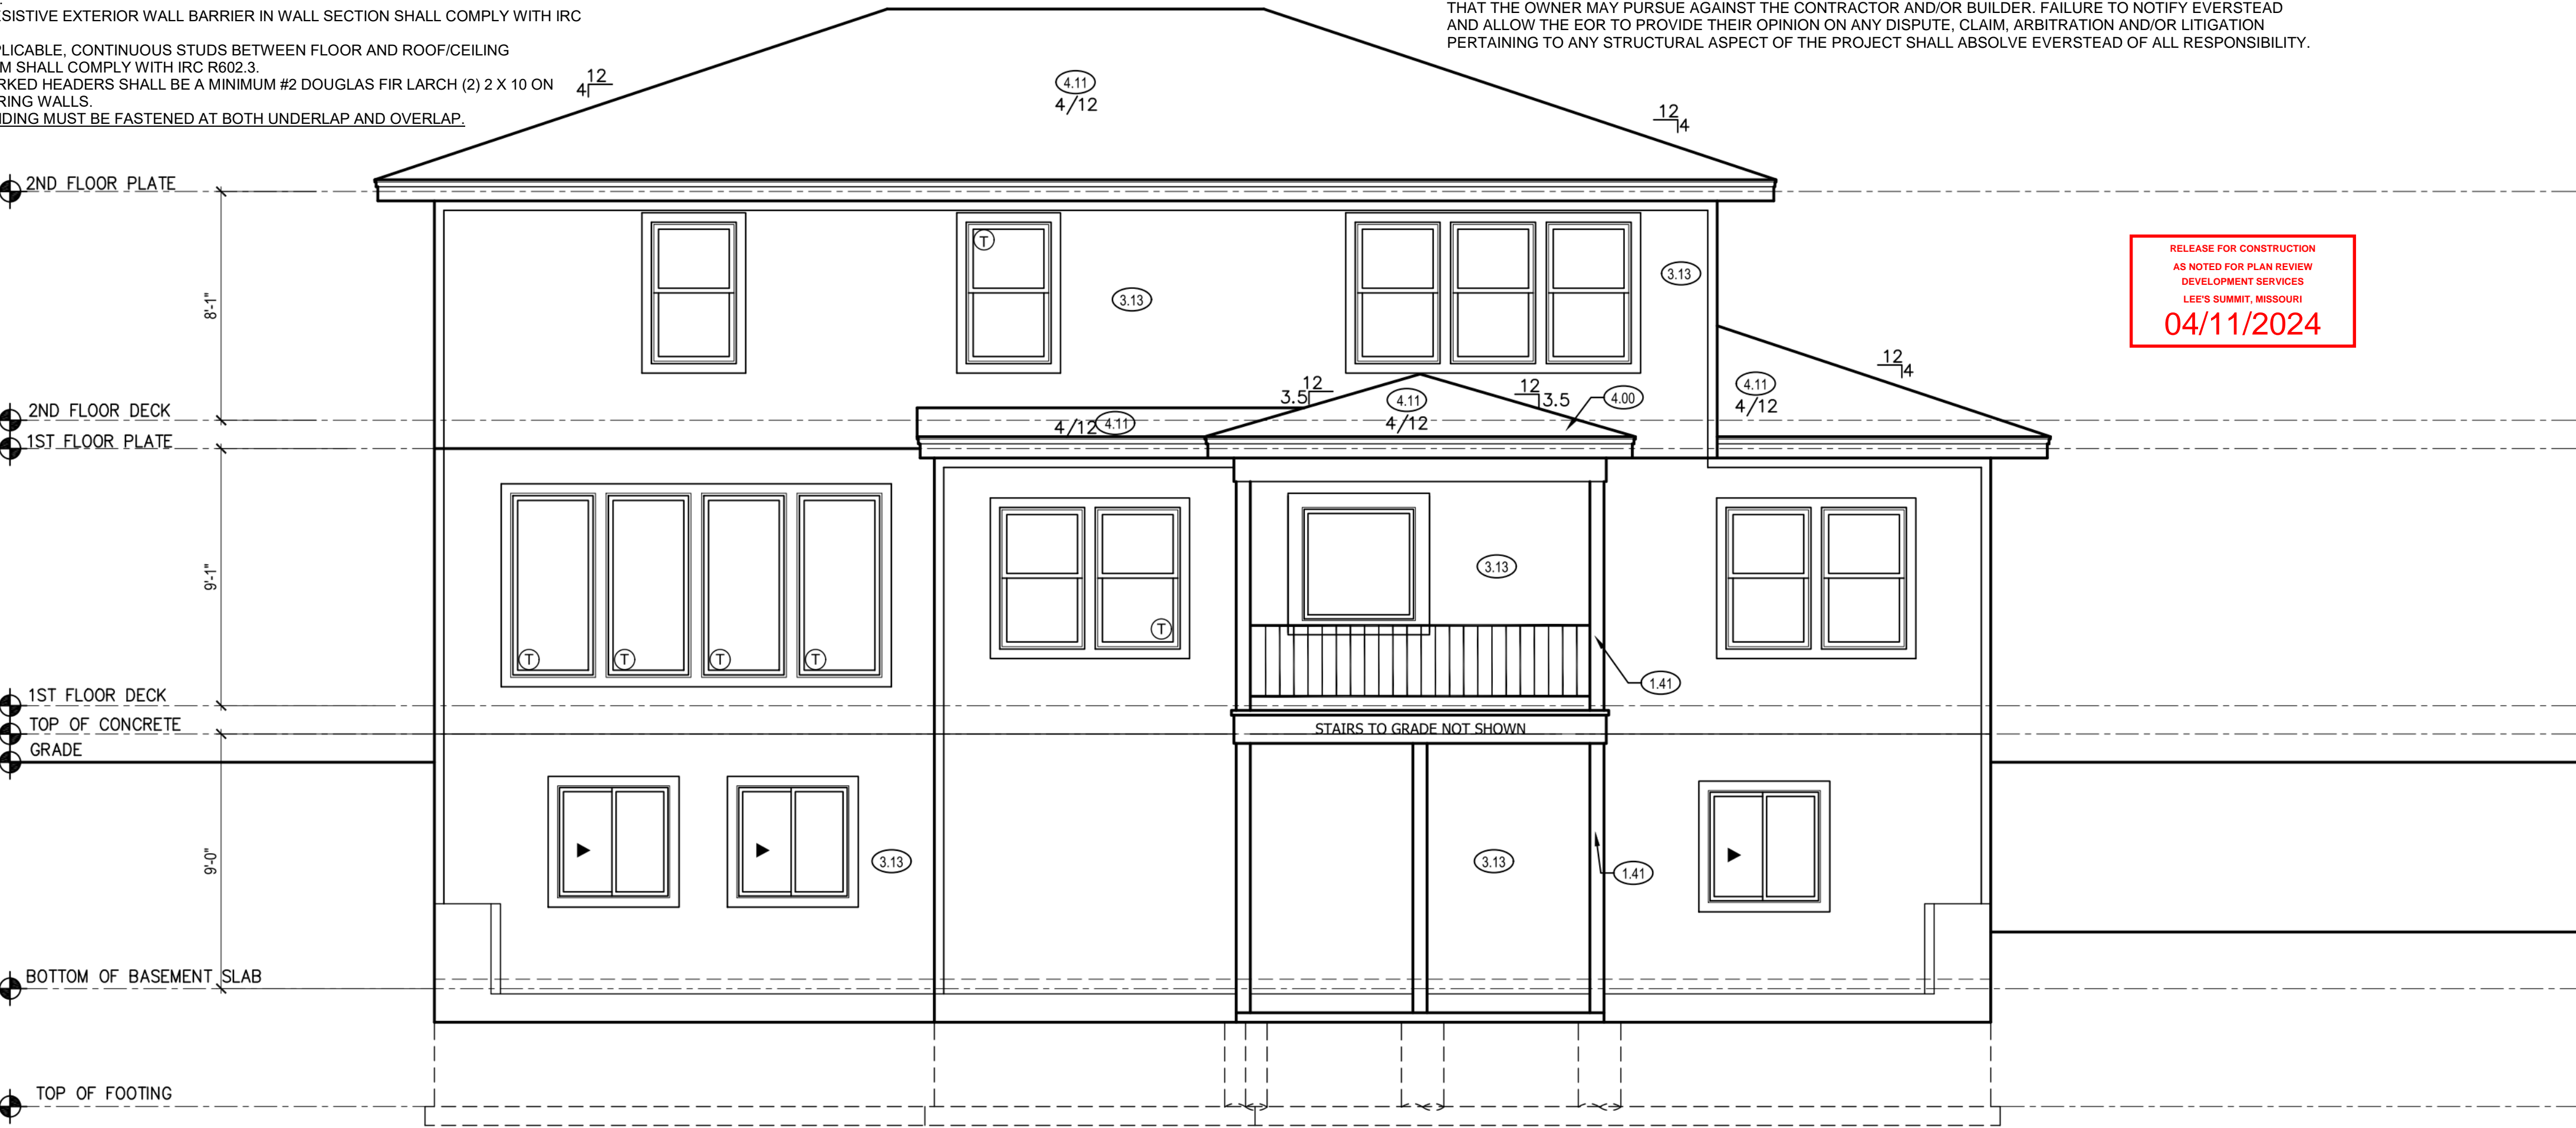 ESISTIVE EXTERIOR WALL BARRIER IN WALL SECTION SHALL COMPLY WITH IRC
PLICABLE, CONTINUOUS STUDS BETWEEN FLOOR AND ROOF/CEILING
M SHALL COMPLY WITH IRC R602.3.
RKED HEADERS SHALL BE A MINIMUM #2 DOUGLAS FIR LARCH (2) 2 X 10 ON
RING WALLS.
IDING MUST BE FASTENED AT BOTH UNDERLAP AND OVERLAP.
THAT THE OWNER MAY PURSUE AGAINST THE CONTRACTOR AND/OR BUILDER. FAILURE TO NOTIFY EVERSTEAD
AND ALLOW THE EOR TO PROVIDE THEIR OPINION ON ANY DISPUTE, CLAIM, ARBITRATION AND/OR LITIGATION
PERTAINING TO ANY STRUCTURAL ASPECT OF THE PROJECT SHALL ABSOLVE EVERSTEAD OF ALL RESPONSIBILITY.
12
4
4.11
4/12
12
4
2ND FLOOR PLATE
T
3.13
3.13
RELEASE FOR CONSTRUCTION
AS NOTED FOR PLAN REVIEW
DEVELOPMENT SERVICES
LEE'S SUMMIT, MISSOURI
04/11/2024
8'-1"
12
3.5
12
3.5
4.11
4/12
4.00
12
4
4.11
4/12
4/12 4.11
2ND FLOOR DECK
1ST FLOOR PLATE
9'-1"
3.13
T
T
T
T
T
1.41
1ST FLOOR DECK
TOP OF CONCRETE
STAIRS TO GRADE NOT SHOWN
GRADE
9'-0"
3.13
3.13
1.41
BOTTOM OF BASEMENT SLAB
TOP OF FOOTING